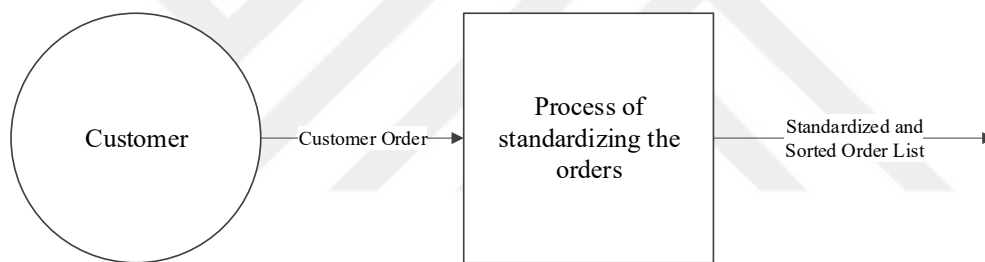 Customer
Customer Order
Process of
standardizing the
orders
Standardized and
Sorted Order List